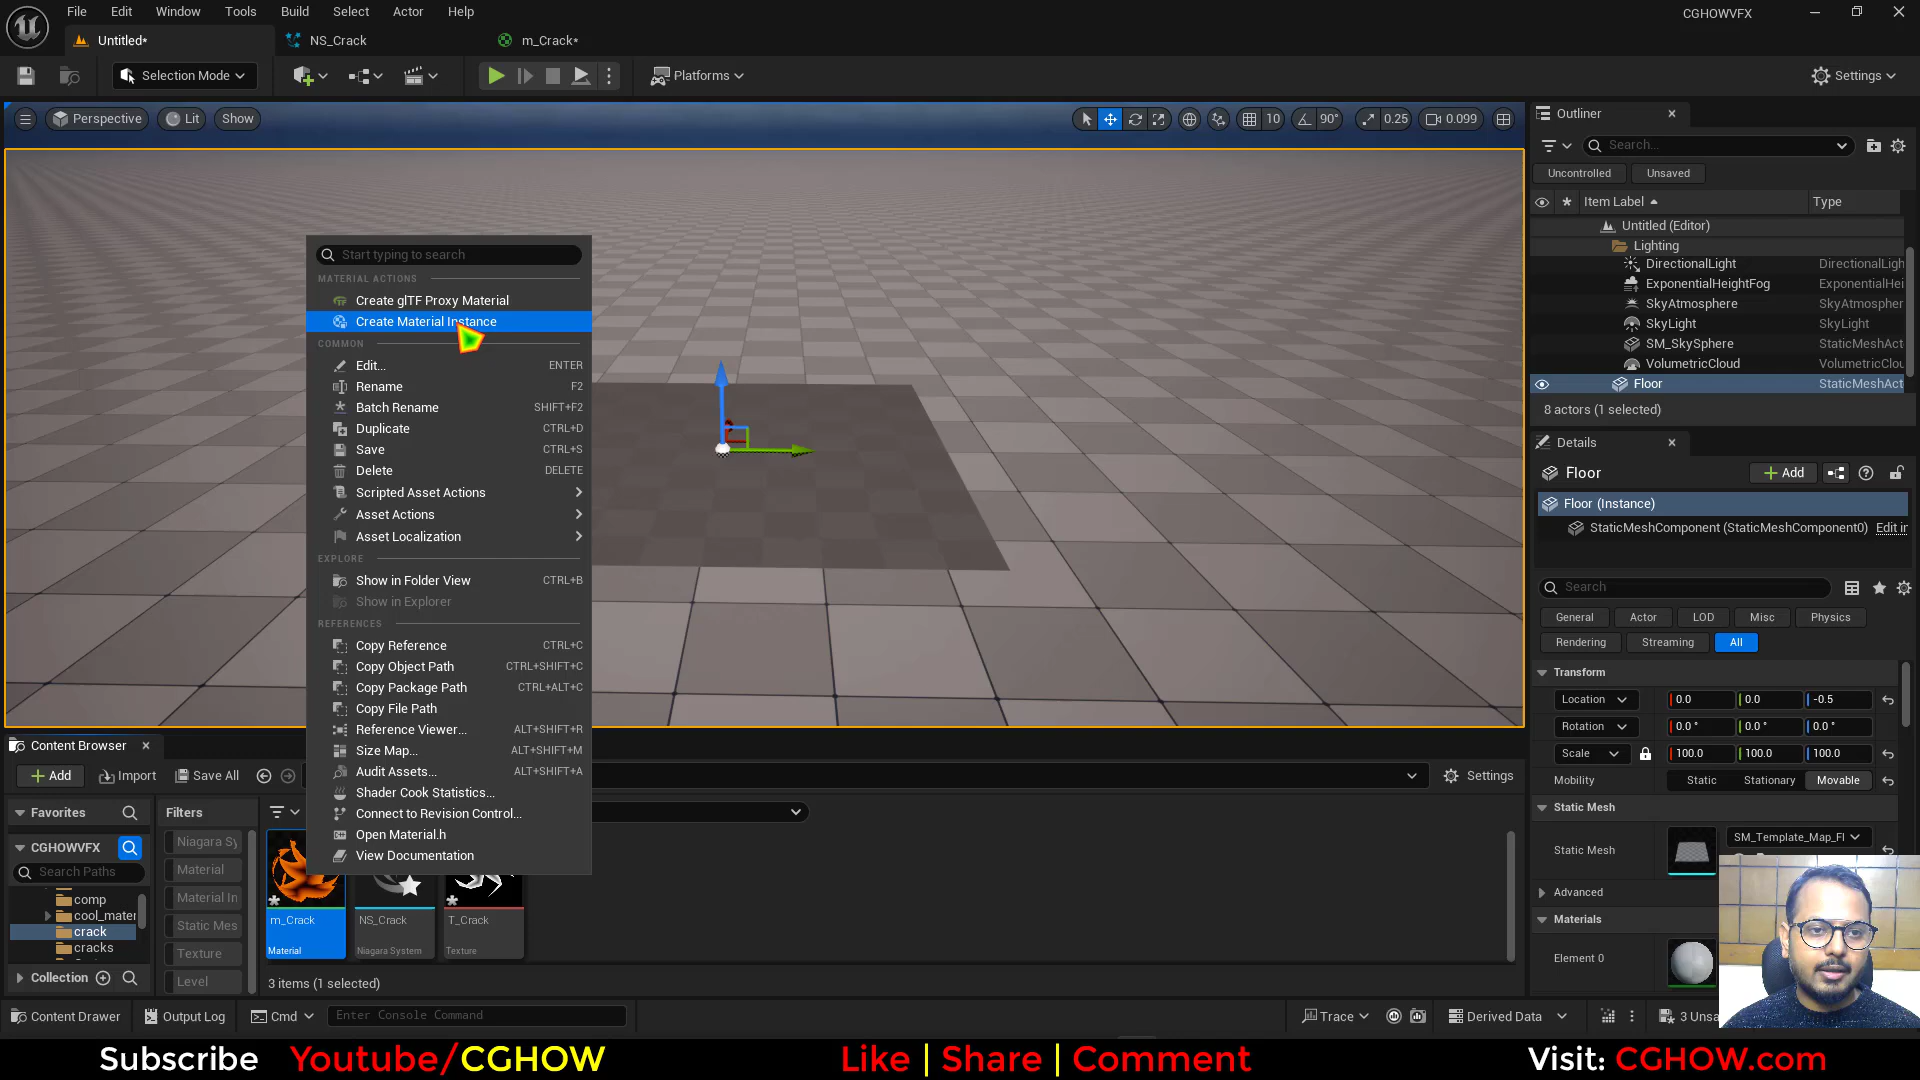 File Edit Window Tools Build Select Actor Help
CGHOWVFX
Untitled*
NS_Crack
m_Crack*
Selection Mode
Platforms
Settings
Perspective
Lit
Show
10
90°
0.25
0.099
Outliner
Search...
Uncontrolled
Unsaved
Item Label
Type
Untitled (Editor)
Lighting
DirectionalLight DirectionalLigh
ExponentialHeightFog ExponentialHei
SkyAtmosphere SkyAtmosphere
SkyLight SkyLight
SM_SkySphere StaticMeshAct
VolumetricCloud VolumetricClou
Floor StaticMeshAct
8 actors (1 selected)
Start typing to search
MATERIAL ACTIONS
Create glTF Proxy Material
Create Material Instance
COMMON
Edit... ENTER
Rename F2
Batch Rename SHIFT+F2
Duplicate CTRL+D
Save CTRL+S
Delete DELETE
Scripted Asset Actions
Asset Actions
Asset Localization
EXPLORE
Show in Folder View CTRL+B
Show in Explorer
REFERENCES
Copy Reference CTRL+C
Copy Object Path CTRL+SHIFT+C
Copy Package Path CTRL+ALT+C
Copy File Path
Reference Viewer... ALT+SHIFT+R
Size Map... ALT+SHIFT+M
Audit Assets... ALT+SHIFT+A
Shader Cook Statistics...
Connect to Revision Control...
Open Material.h
View Documentation
Details
Floor
Add
Floor (Instance)
StaticMeshComponent (StaticMeshComponent0) Edit in
Search
General Actor LOD Misc Physics
Rendering Streaming All
Transform
Location 0.0 0.0 -0.5
Rotation 0.0 ° 0.0 ° 0.0 °
Scale 100.0 100.0 100.0
Mobility Static Stationary Movable
Static Mesh
Static Mesh
SM_Template_Map_Fl
Advanced
Materials
Element 0
Content Browser
Add
Import
Save All
Settings
Favorites
CGHOWVFX
Search Paths
comp
cool_mater
crack
cracks
Collection
Filters
Niagara Sy
Material
Material In
Static Mes
Texture
Level
m_Crack
Material
NS_Crack
Niagara System
T_Crack
Texture
3 items (1 selected)
Content Drawer
Output Log
Cmd
Enter Console Command
Trace
Derived Data
3 Unsa
Subscribe Youtube/CGHOW
Like | Share | Comment
Visit: CGHOW.com